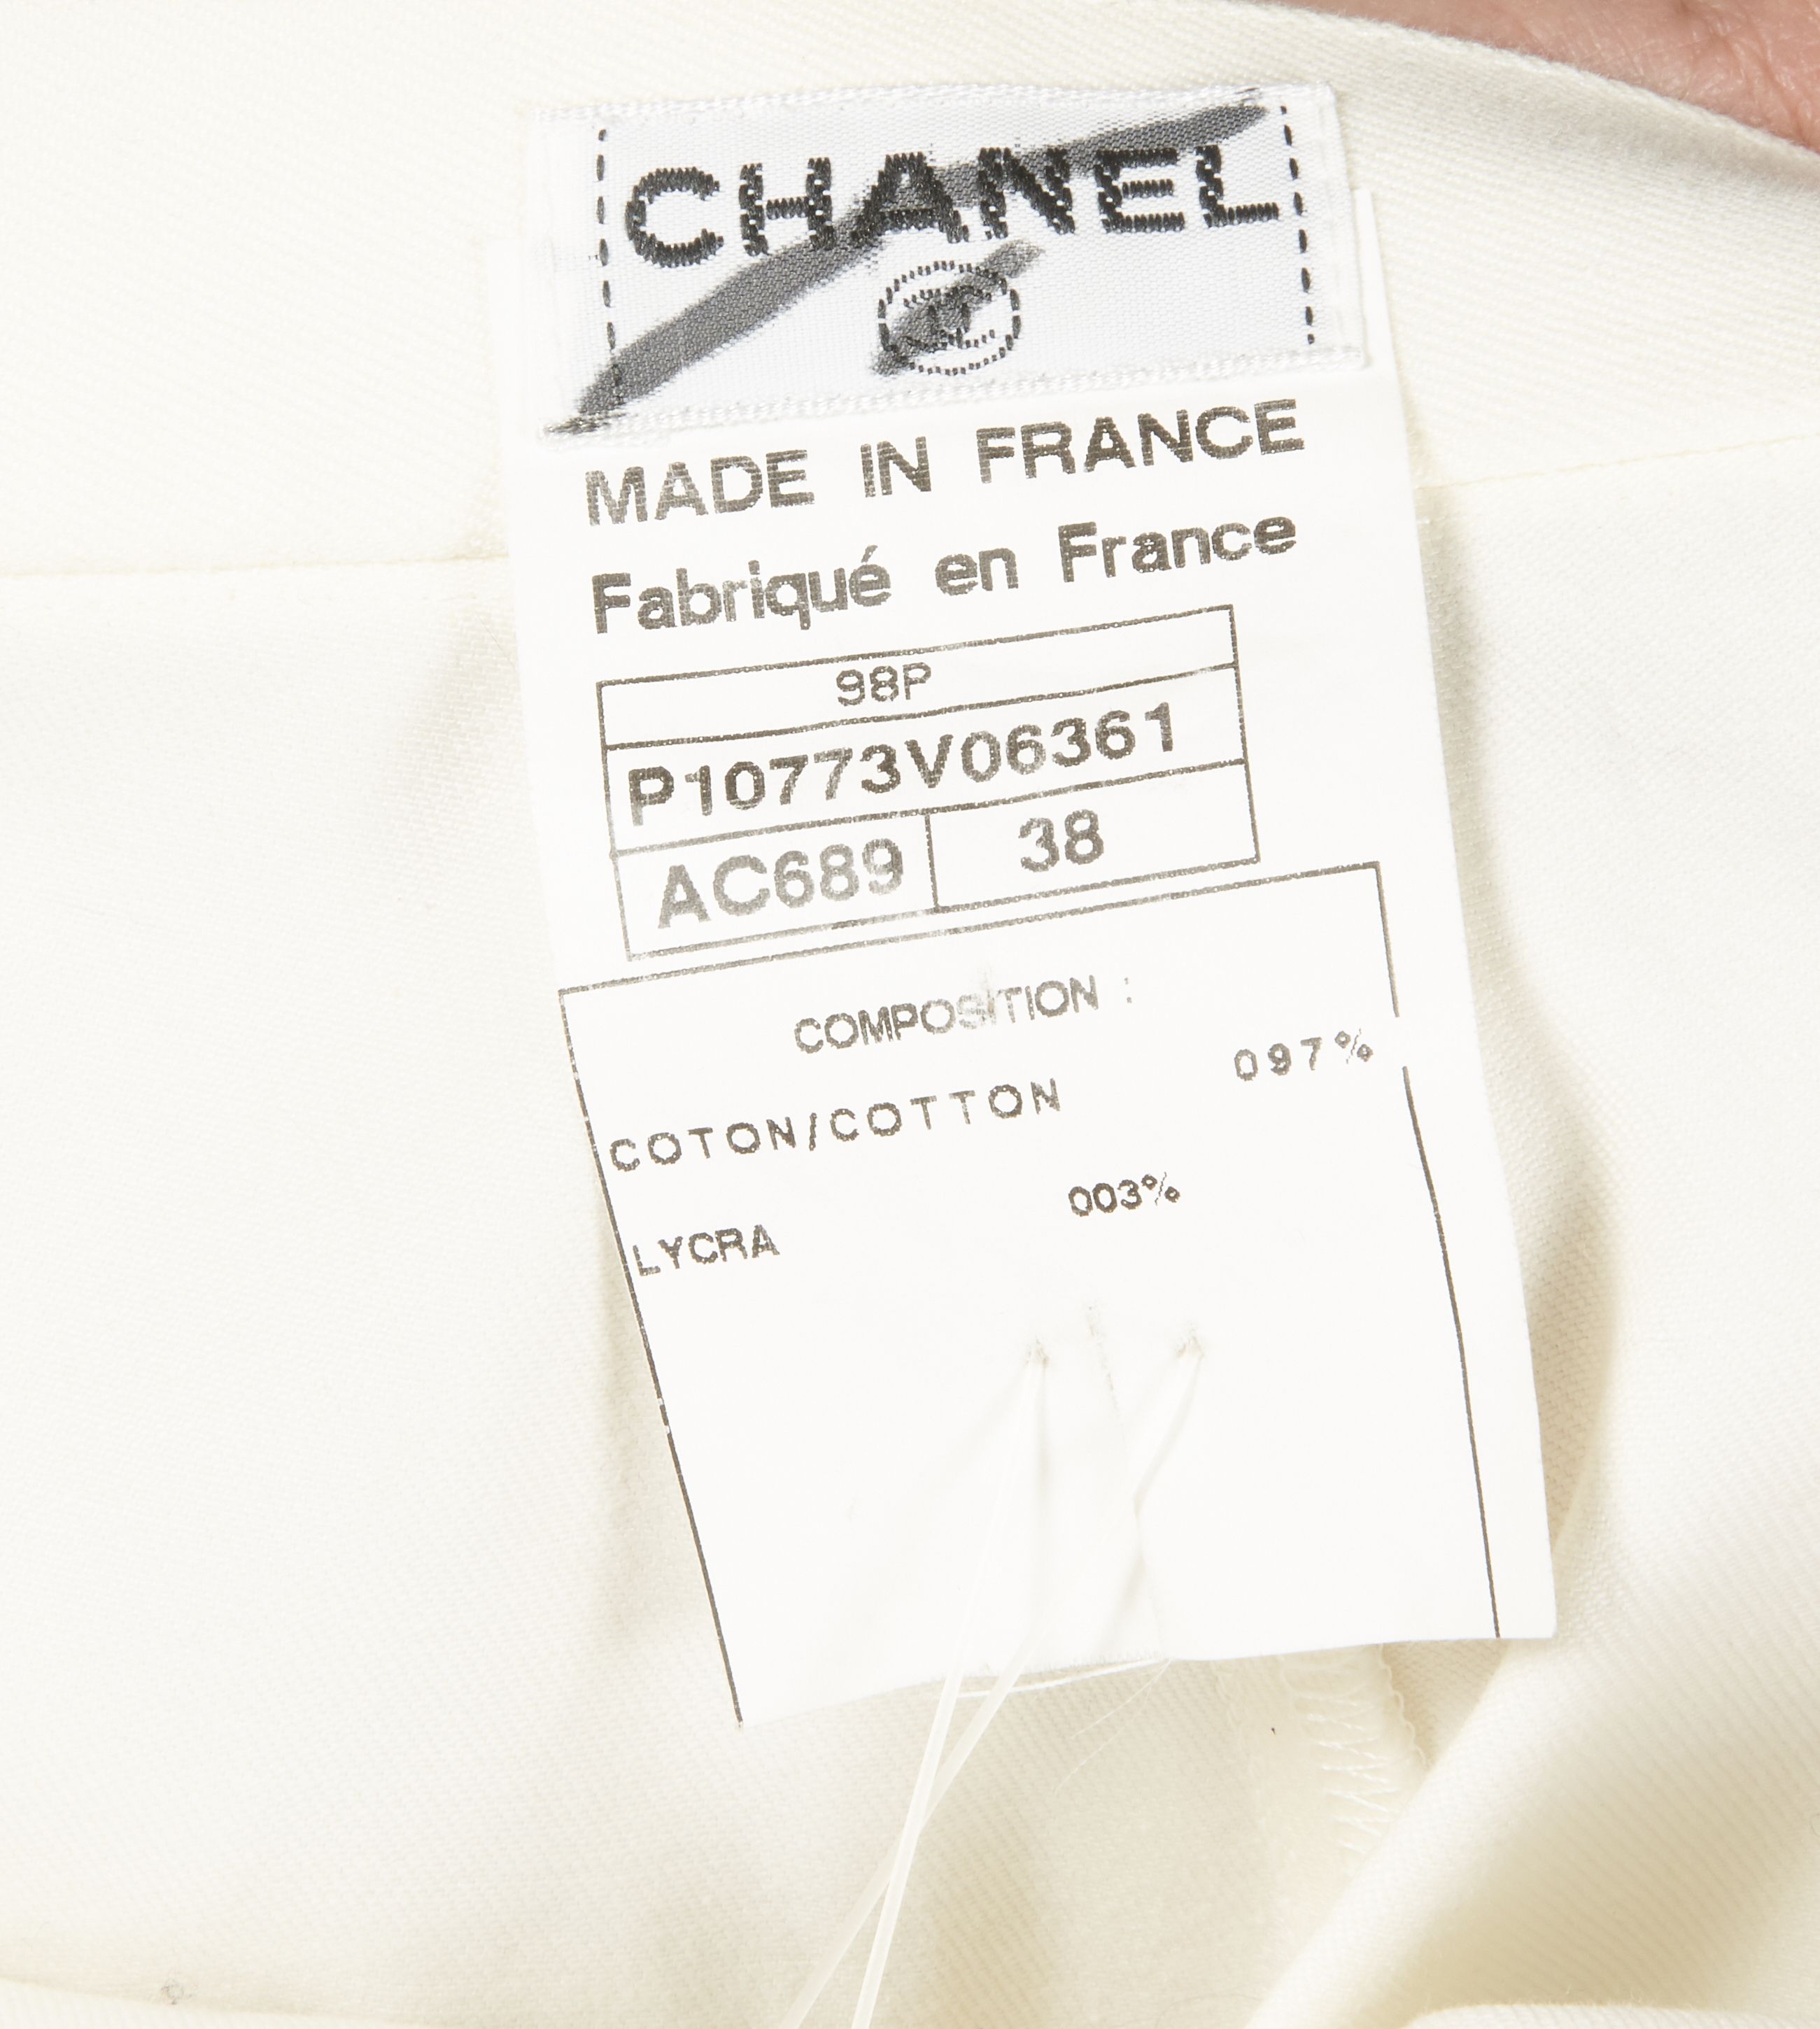 CHANEL
MADE IN FRANCE
Fabriqué en France
98P
P10773V06361
AC689 38
COMPOSITION :
COTON/COTTON 097%
LYCRA 003%